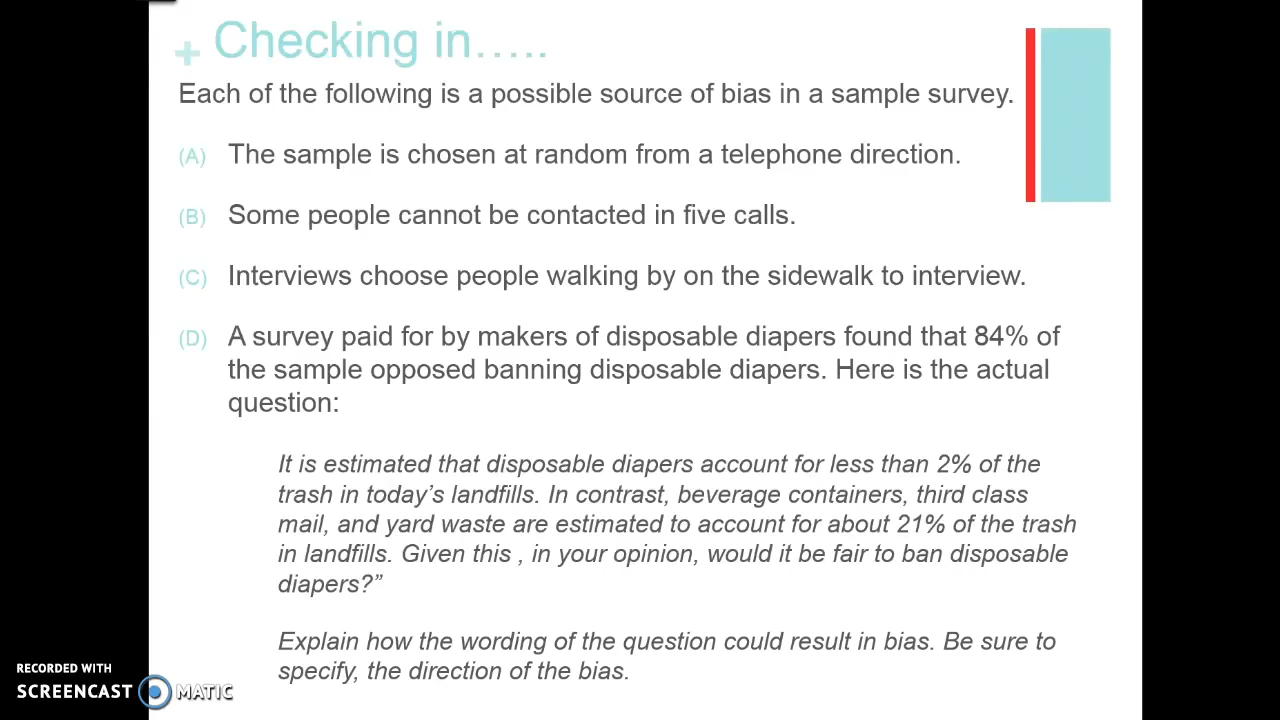 + Checking in…..
Each of the following is a possible source of bias in a sample survey.
(A) The sample is chosen at random from a telephone direction.
(B) Some people cannot be contacted in five calls.
(C) Interviews choose people walking by on the sidewalk to interview.
(D) A survey paid for by makers of disposable diapers found that 84% of
the sample opposed banning disposable diapers. Here is the actual
question:
It is estimated that disposable diapers account for less than 2% of the
trash in today’s landfills. In contrast, beverage containers, third class
mail, and yard waste are estimated to account for about 21% of the trash
in landfills. Given this , in your opinion, would it be fair to ban disposable
diapers?”
Explain how the wording of the question could result in bias. Be sure to
specify, the direction of the bias.
RECORDED WITH
SCREENCAST MATIC